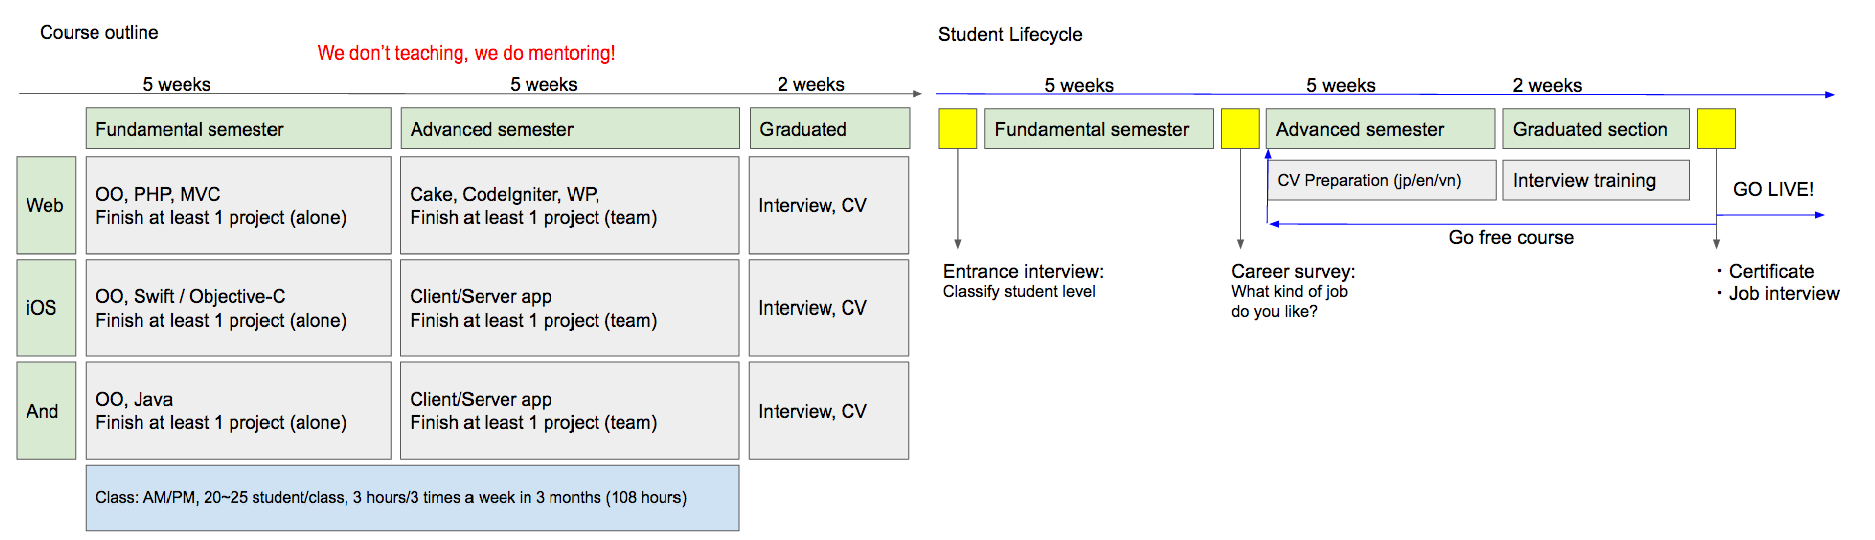 Course outline
We don't teaching, we do mentoring!
5 weeks
5 weeks
2 weeks
Fundamental semester
Advanced semester
Graduated
Web
OO, PHP, MVC
Finish at least 1 project (alone)
Cake, CodeIgniter, WP,
Finish at least 1 project (team)
Interview, CV
iOS
OO, Swift / Objective-C
Finish at least 1 project (alone)
Client/Server app
Finish at least 1 project (team)
Interview, CV
And
OO, Java
Finish at least 1 project (alone)
Client/Server app
Finish at least 1 project (team)
Interview, CV
Class: AM/PM, 20~25 student/class, 3 hours/3 times a week in 3 months (108 hours)
Student Lifecycle
5 weeks
5 weeks
2 weeks
Fundamental semester
Advanced semester
Graduated section
CV Preparation (jp/en/vn)
Interview training
GO LIVE!
Go free course
Entrance interview:
Classify student level
Career survey:
What kind of job
do you like?
・Certificate
・Job interview